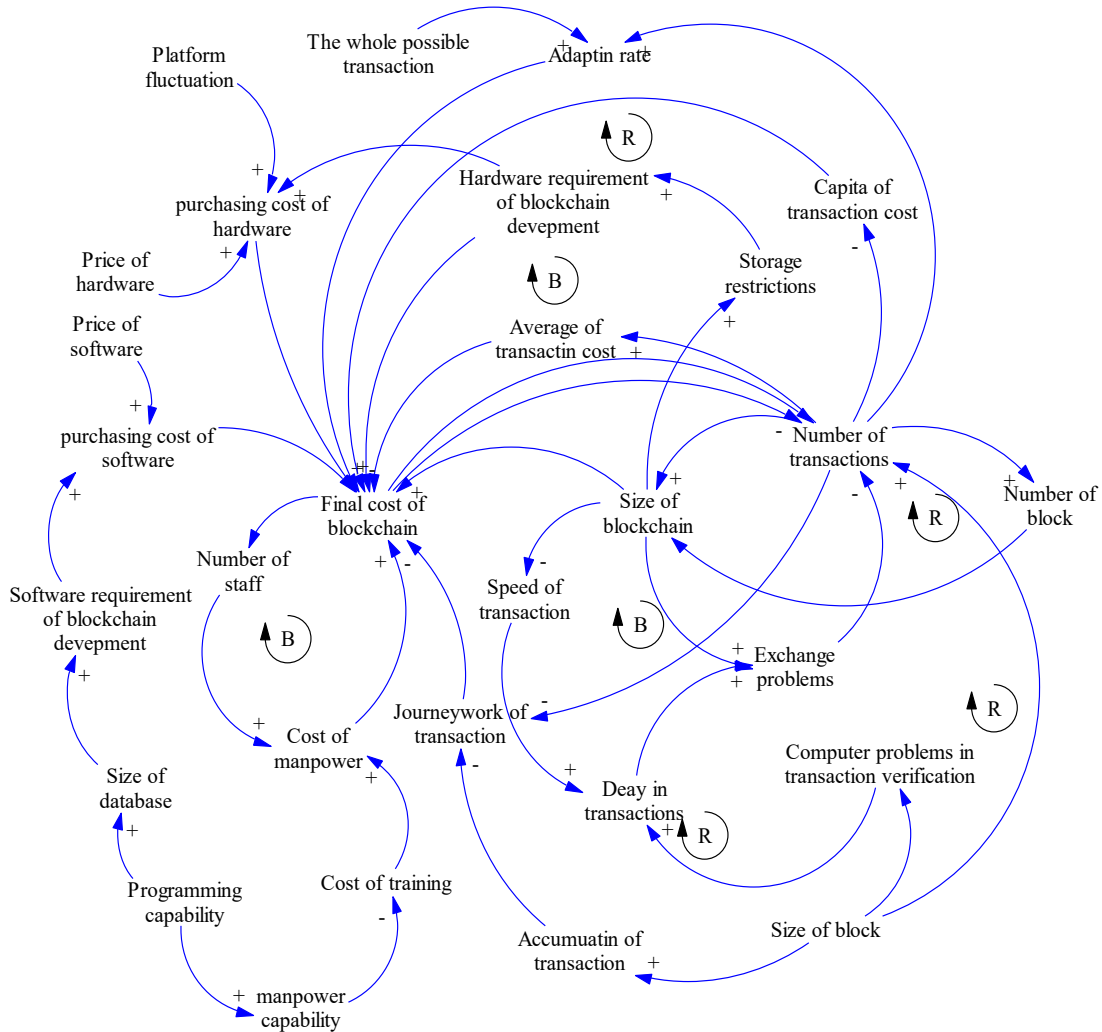 The whole possible
transaction
Adaptin rate
Platform
fluctuation
R
Hardware requirement
of blockchain
devepment
Capita of
transaction cost
purchasing cost of
hardware
Price of
hardware
B
Storage
restrictions
Price of
software
Average of
transactin cost
purchasing cost of
software
Number of
transactions
Final cost of
blockchain
Size of
blockchain
Number of
block
R
Number of
staff
Speed of
transaction
Software requirement
of blockchain
devepment
B
B
Exchange
problems
Journeywork of
transaction
R
Cost of
manpower
Computer problems in
transaction verification
Size of
database
Deay in
transactions
R
Programming
capability
Cost of training
Size of block
Accumuatin of
transaction
manpower
capability